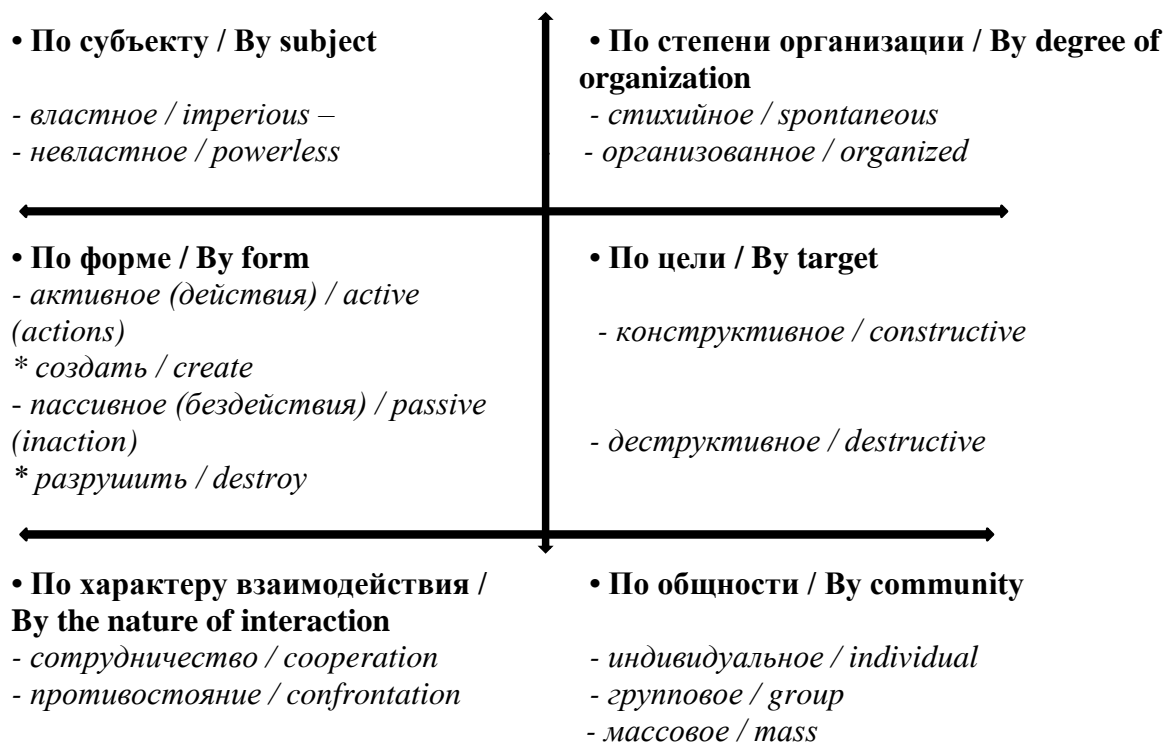 • По субъекту / By subject
- властное / imperious –
- невластное / powerless
• По степени организации / By degree of
organization
- стихийное / spontaneous
- организованное / organized
• По форме / By form
- активное (действия) / active
(actions)
* создать / create
- пассивное (бездействия) / passive
(inaction)
* разрушить / destroy
• По цели / By target
- конструктивное / constructive
- деструктивное / destructive
• По характеру взаимодействия /
By the nature of interaction
- сотрудничество / cooperation
- противостояние / confrontation
• По общности / By community
- индивидуальное / individual
- групповое / group
- массовое / mass